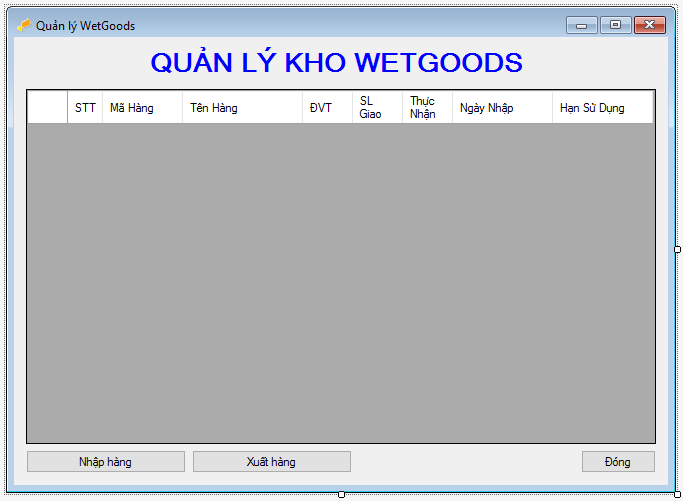 Quản lý WetGoods
QUẢN LÝ KHO WETGOODS
STT Mã Hàng Tên Hàng ĐVT SL Giao Thực Nhận Ngày Nhập Hạn Sử Dụng
Nhập hàng Xuất hàng Đóng